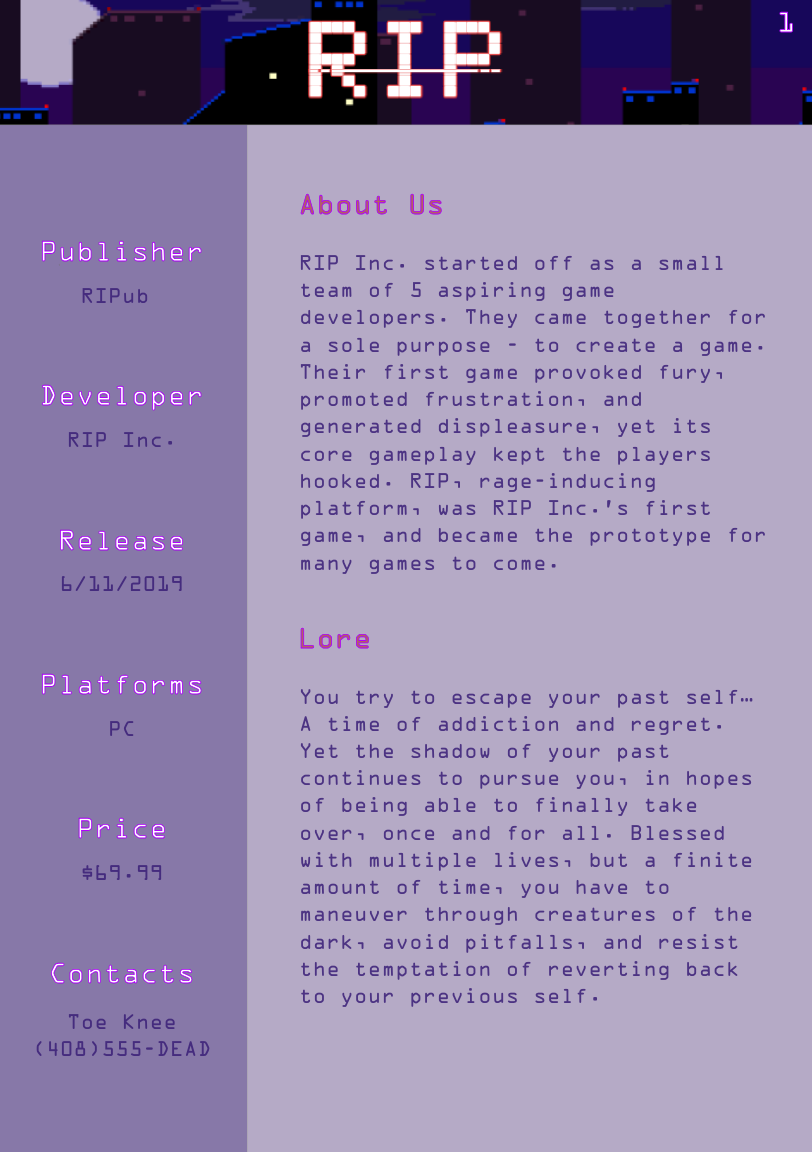 RIP
1
Publisher
RIPub
Developer
RIP Inc.
Release
6/11/2019
Platforms
PC
Price
$69.99
Contacts
Toe Knee
(408)555-DEAD
About Us
RIP Inc. started off as a small
team of 5 aspiring game
developers. They came together for
a sole purpose - to create a game.
Their first game provoked fury,
promoted frustration, and
generated displeasure, yet its
core gameplay kept the players
hooked. RIP, rage-inducing
platform, was RIP Inc.'s first
game, and became the prototype for
many games to come.
Lore
You try to escape your past self…
A time of addiction and regret.
Yet the shadow of your past
continues to pursue you, in hopes
of being able to finally take
over, once and for all. Blessed
with multiple lives, but a finite
amount of time, you have to
maneuver through creatures of the
dark, avoid pitfalls, and resist
the temptation of reverting back
to your previous self.